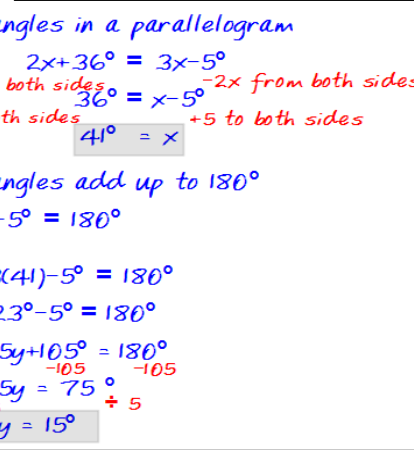 ngles in a parallelogram
2x+36° = 3x-5°
both sides -2x from both sides
36° = x-5°
th sides +5 to both sides
41° = x
ngles add up to 180°
-5° = 180°
(41)-5° = 180°
23°-5° = 180°
5y+105° = 180°
-105 -105
5y = 75°
÷ 5
y = 15°